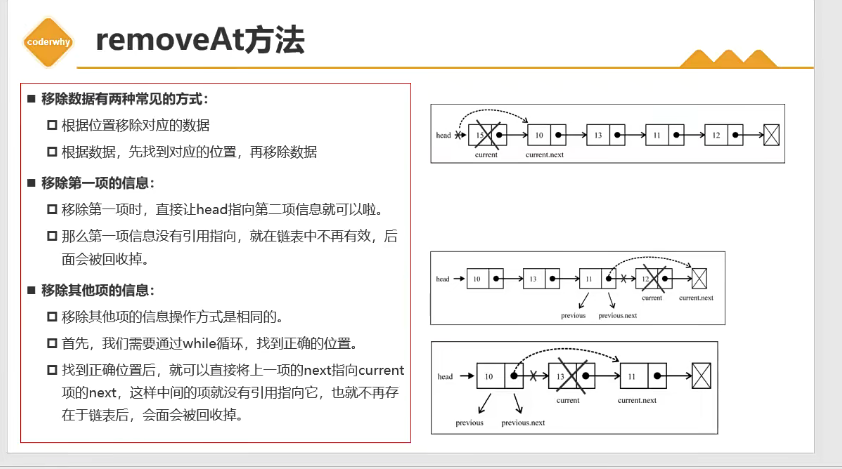 coderwhy
removeAt方法
移除数据有两种常见的方式：
根据位置移除对应的数据
根据数据，先找到对应的位置，再移除数据
移除第一项的信息：
移除第一项时，直接让head指向第二项信息就可以啦。
那么第一项信息没有引用指向，就在链表中不再有效，后
面会被回收掉。
移除其他项的信息：
移除其他项的信息操作方式是相同的。
首先，我们需要通过while循环，找到正确的位置。
找到正确位置后，就可以直接将上一项的next指向current
项的next，这样中间的项就没有引用指向它，也就不再存
在于链表后，会面会被回收掉。
head 15 10 13 11 12
current current.next
head 10 13 11 12
current current.next
previous previous.next
head 10 13 11
current current.next
previous previous.next